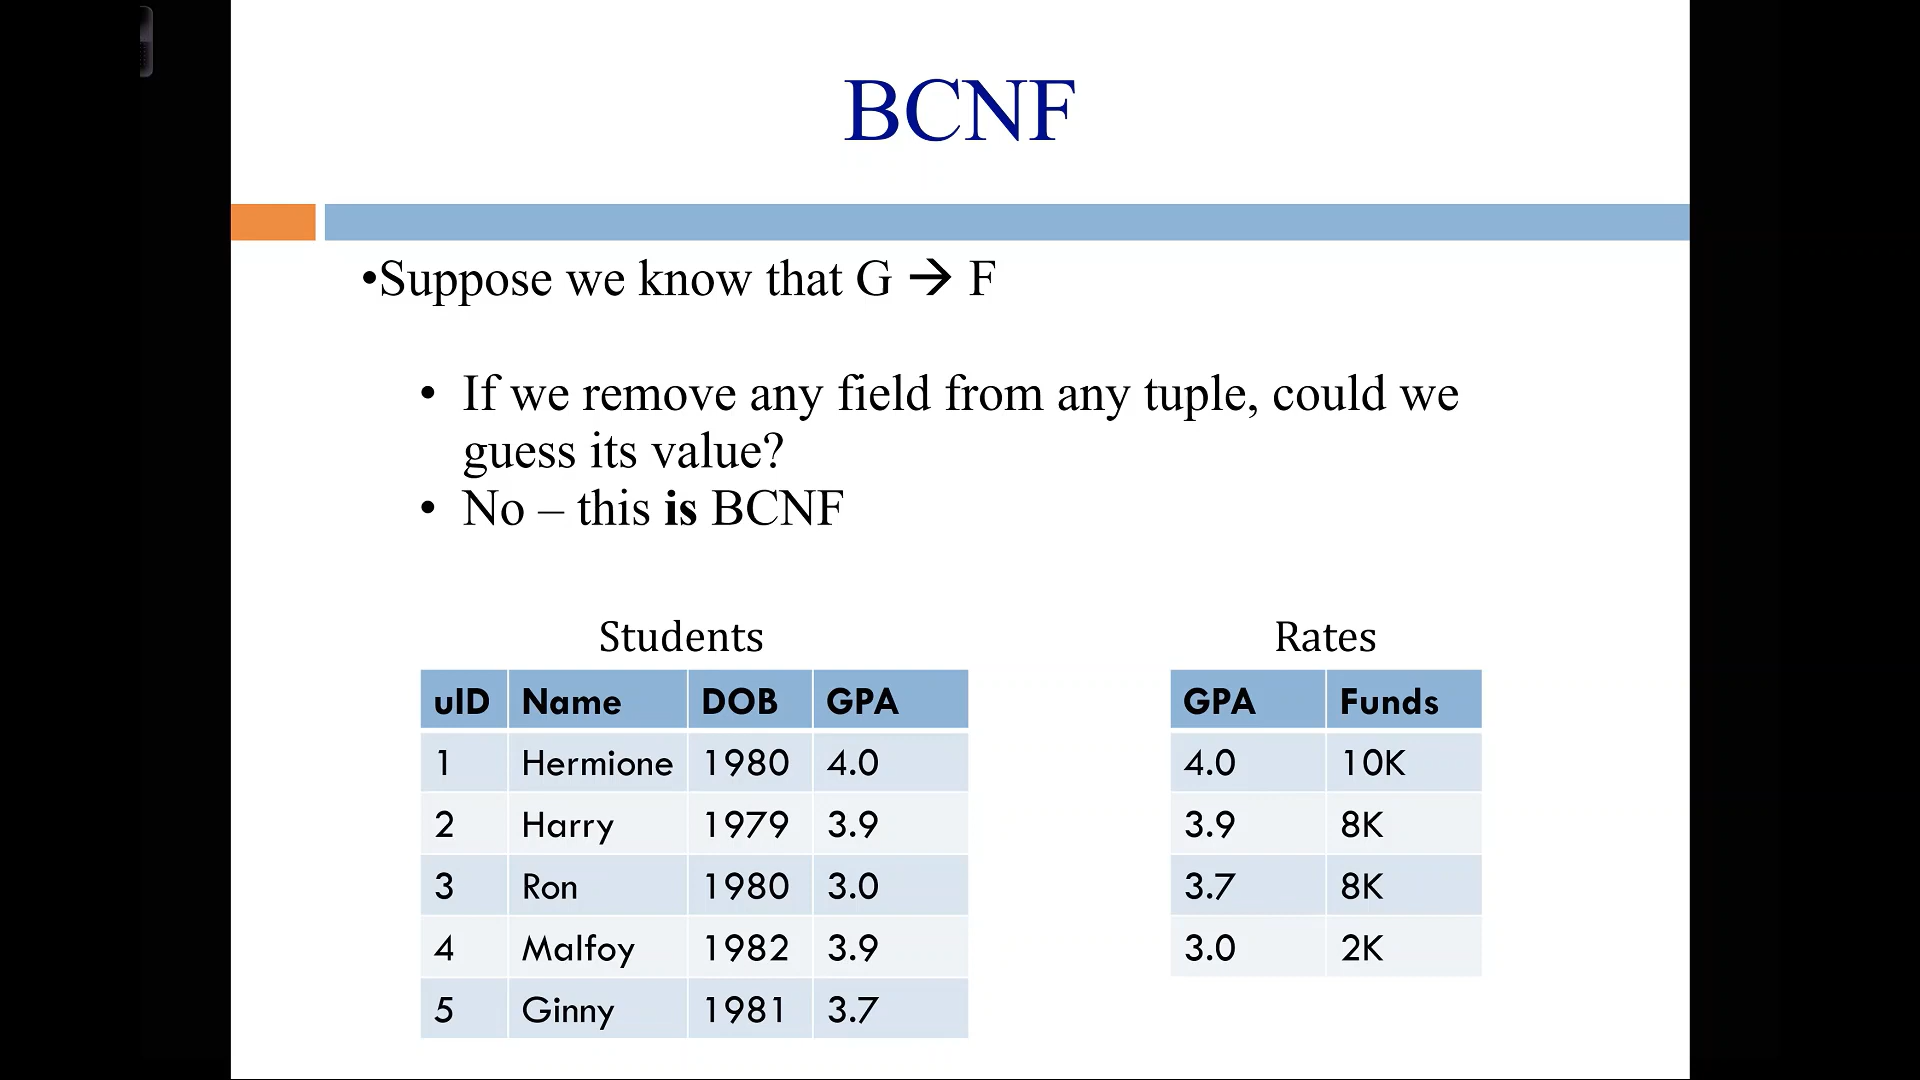 BCNF
•Suppose we know that G → F
• If we remove any field from any tuple, could we
guess its value?
• No – this is BCNF
Students
uID Name DOB GPA
1 Hermione 1980 4.0
2 Harry 1979 3.9
3 Ron 1980 3.0
4 Malfoy 1982 3.9
5 Ginny 1981 3.7
Rates
GPA Funds
4.0 10K
3.9 8K
3.7 8K
3.0 2K